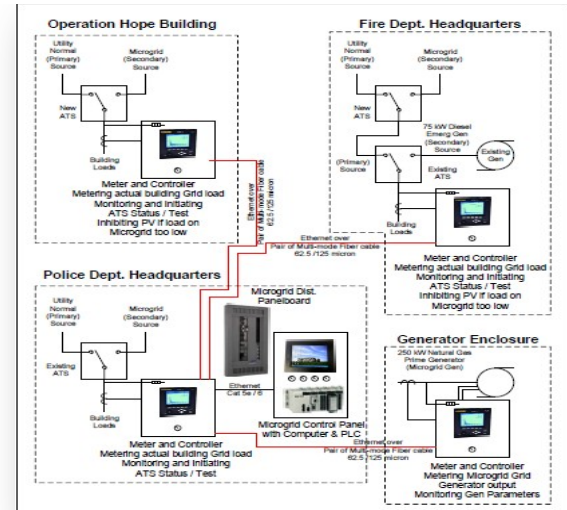 Operation Hope Building
Utility
Normal
(Primary)
Source
Microgrid
(Secondary)
Source
New
ATS
Building
Loads
Meter and Controller
Metering actual building Grid load
Monitoring and Initiating
ATS Status / Test
Inhibiting PV if load on
Microgrid too low
Fire Dept. Headquarters
Utility
Normal
(Primary)
Source
Microgrid
(Secondary)
Source
New
ATS
75 kW Diesel
Emerg Gen
(Secondary)
Source
Existing
Gen
(Primary)
Source
Existing
ATS
Building
Loads
Meter and Controller
Metering actual building Grid load
Monitoring and Initiating
ATS Status / Test
Inhibiting PV if load on
Microgrid too low
Ethernet over
Pair of Multi-mode Fiber cable
62.5 /125 micron
Ethernet over
Pair of Multi-mode Fiber cable
62.5 /125 micron
Police Dept. Headquarters
Utility
Normal
(Primary)
Source
Microgrid
(Secondary)
Source
Existing
ATS
Building
Loads
Meter and Controller
Metering actual building Grid load
Monitoring and Initiating
ATS Status / Test
Microgrid Dist.
Panelboard
Ethernet
Cat 5e / 6
Microgrid Control Panel
with Computer & PLC
Ethernet over
Pair of Multi-mode Fiber cable
62.5 /125 micron
Generator Enclosure
250 kW Natural Gas
Prime Generator
(Microgrid Gen)
Meter and Controller
Metering Microgrid Grid
Generator output
Monitoring Gen Parameters